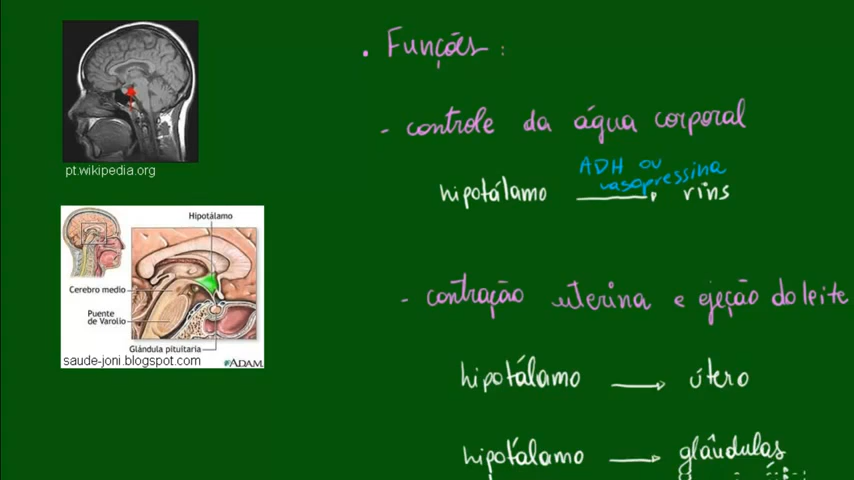 pt.wikipedia.org
Hipotálamo
Cerebro medio
Puente
de Varolio
Glándula pituitaria
saude-joni.blogspot.com
ADAM
. Funções:
- controle da água corporal
ADH ou
vasopressina
hipotálamo → rins
- contração uterina e ejeção do leite
hipotálamo → útero
hipotálamo → glândulas